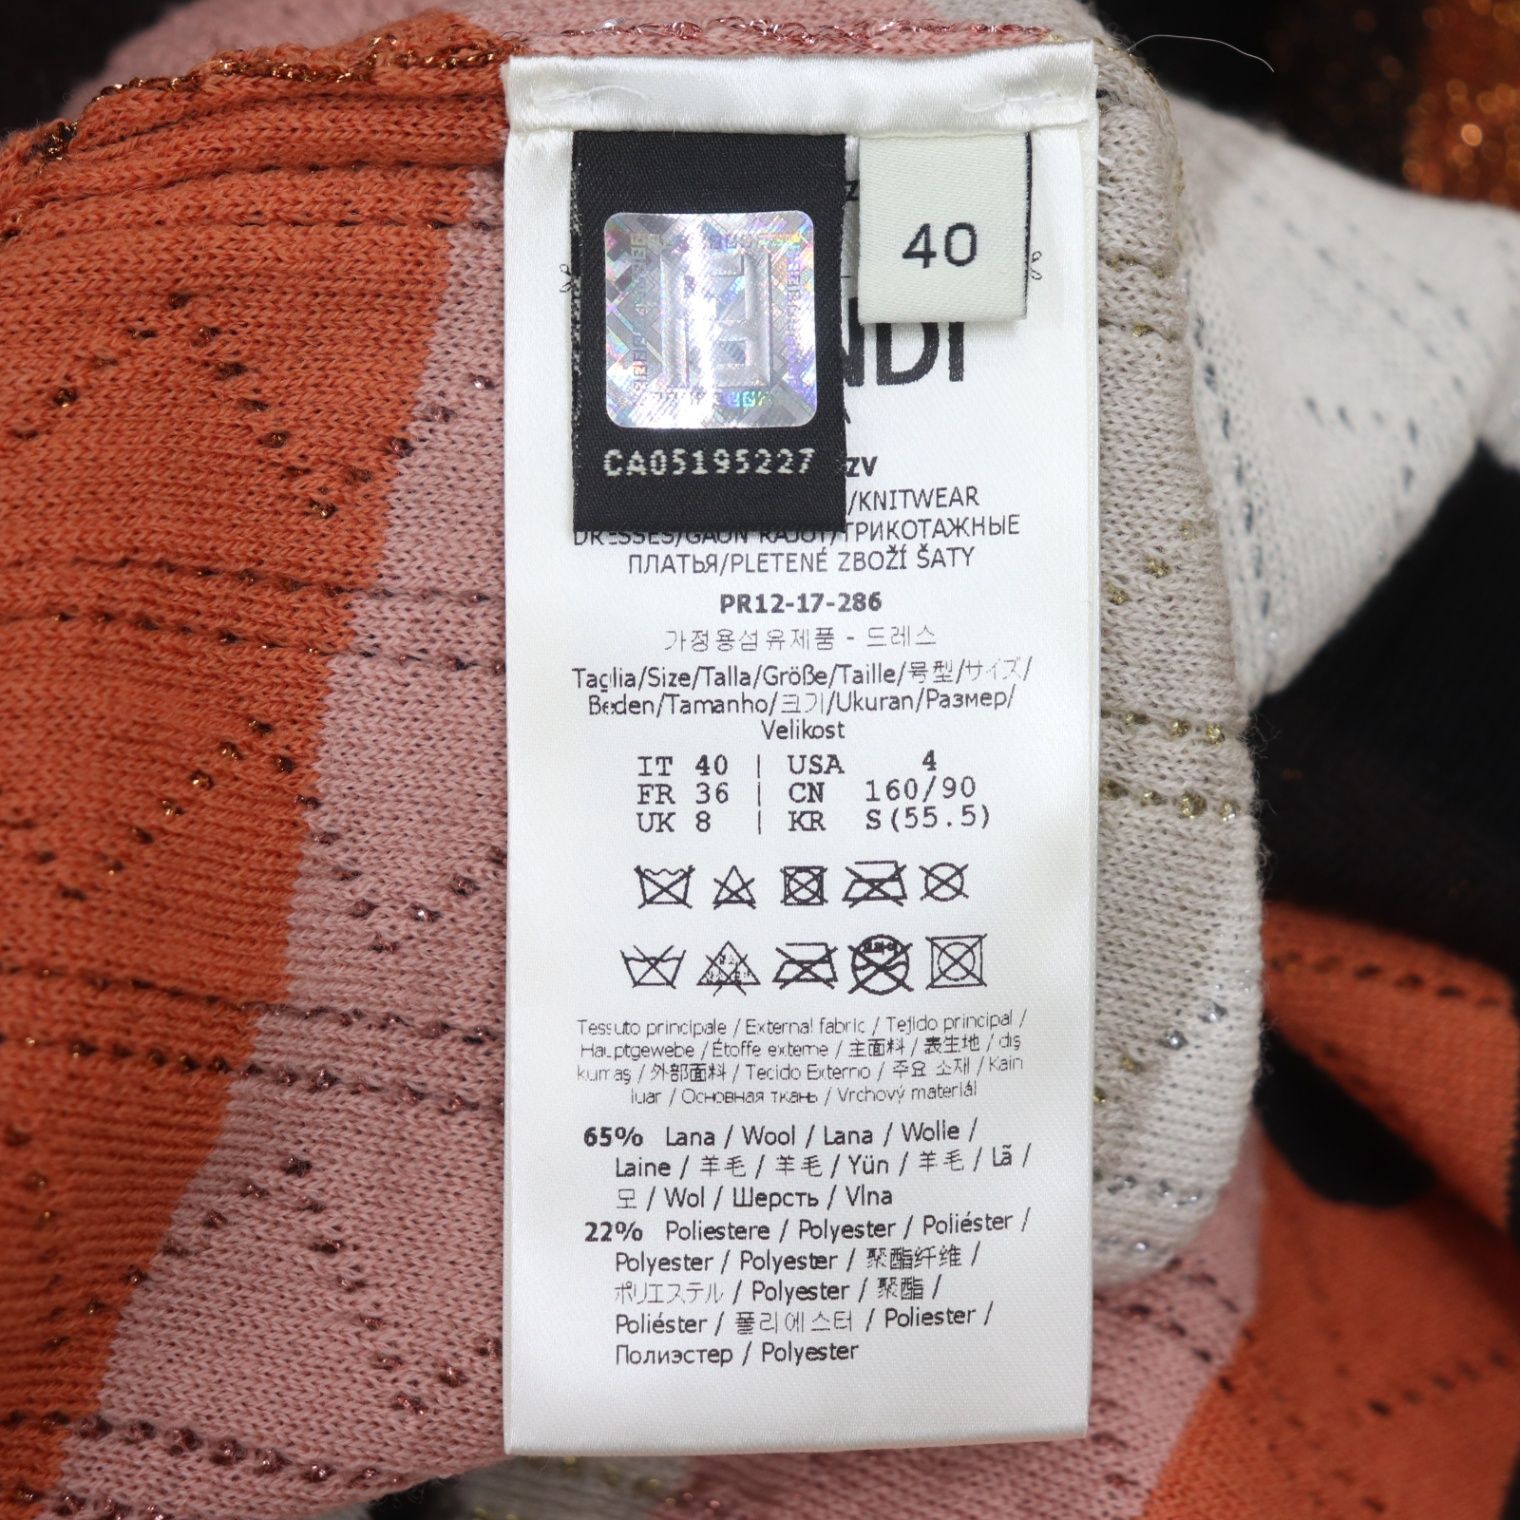 40
NDI
CA05195227
ZV
/KNITWEAR
DRESSES/GAON RAJUT/ТРИКОТАЖНЫЕ
ПЛАТЬЯ/PLETENÉ ZBOŽÍ ŠATY
PR12-17-286
가정용섬유제품 - 드레스
Taglia/Size/Talla/Größe/Taille/号型/サイズ/
Beden/Tamanho/크기/Ukuran/Размер/
Velikost
IT 40 | USA 4
FR 36 | CN 160/90
UK 8 | KR S(55.5)
Tessuto principale / External fabric / Tejido principal /
Hauptgewebe / Étoffe externe / 主面料 / 表生地 / dış
kumaş / 外部面料 / Tecido Externo / 주요 소재 / Kain
luar / Основная ткань / Vrchový materiál
65% Lana / Wool / Lana / Wolle /
Laine / 羊毛 / 羊毛 / Yün / 羊毛 / Lã /
모 / Wol / Шерсть / Vlna
22% Poliestere / Polyester / Poliéster /
Polyester / Polyester / 聚酯纤维 /
ポリエステル / Polyester / 聚酯 /
Poliéster / 폴리에스터 / Poliester /
Полиэстер / Polyester